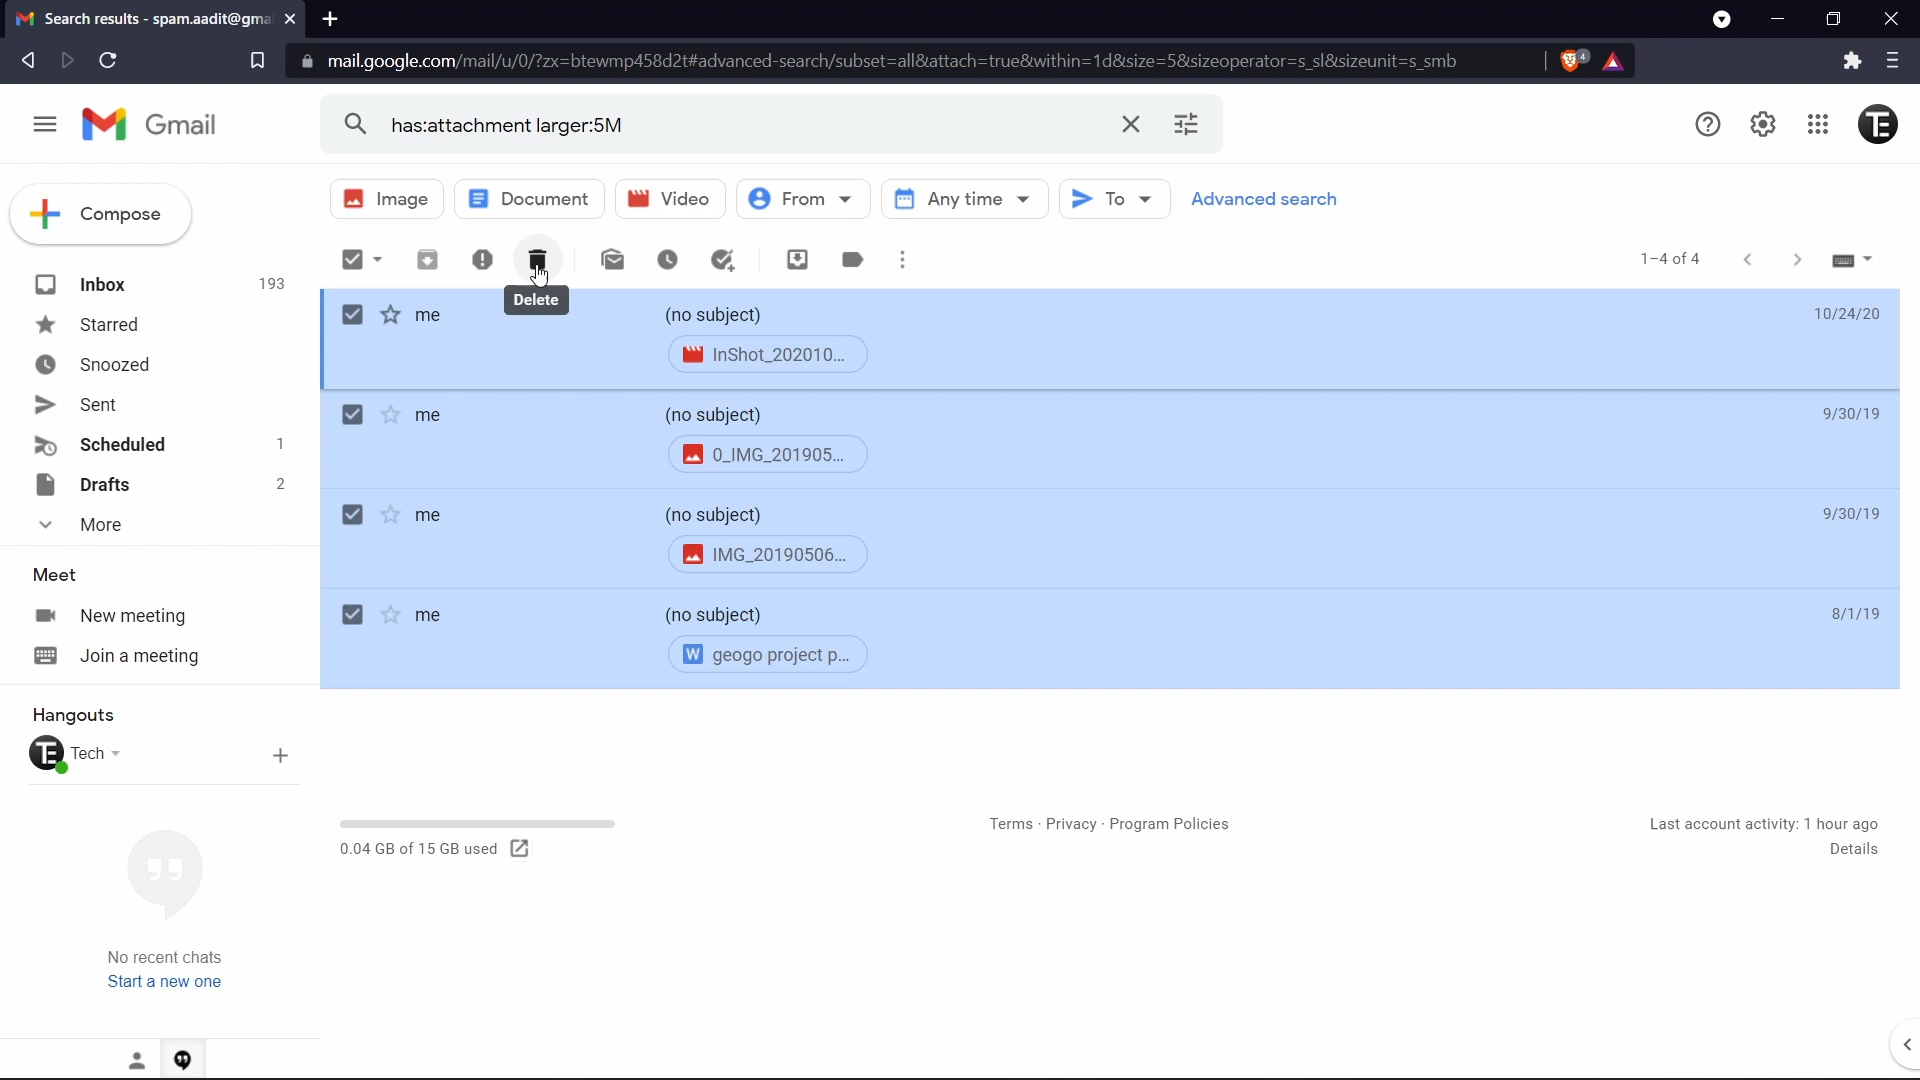 Search results - spam.aadit@gma
mail.google.com/mail/u/0/?zx=btewmp458d2t#advanced-search/subset=all&attach=true&within=1d&size=5&sizeoperator=s_sl&sizeunit=s_smb
4
Gmail
has:attachment larger:5M
TE
Compose
Image
Document
Video
From
Any time
To
Advanced search
1–4 of 4
Delete
Inbox 193
Starred
Snoozed
Sent
Scheduled 1
Drafts 2
More
me (no subject) 10/24/20
InShot_202010...
me (no subject) 9/30/19
0_IMG_201905...
me (no subject) 9/30/19
IMG_20190506...
me (no subject) 8/1/19
W geogo project p...
Meet
New meeting
Join a meeting
Hangouts
TE Tech
No recent chats
Start a new one
0.04 GB of 15 GB used
Terms · Privacy · Program Policies
Last account activity: 1 hour ago
Details